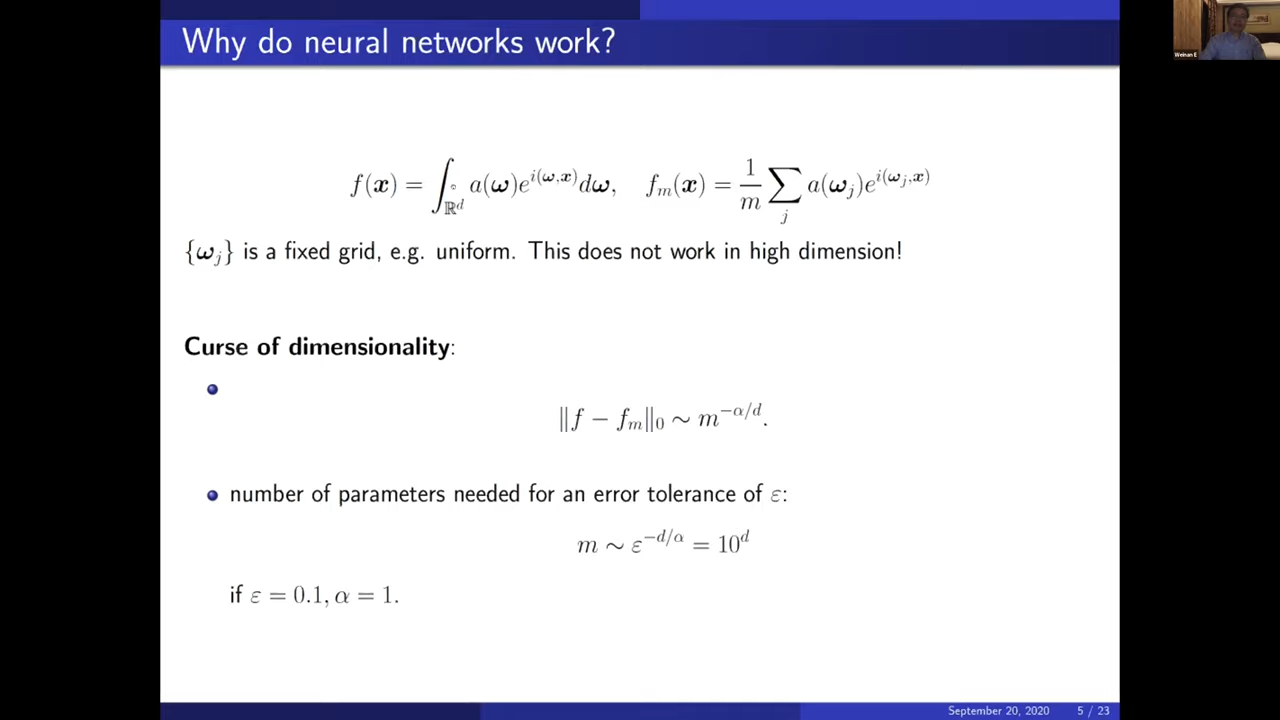 Why do neural networks work?
Weinan E
f(x) = ∫_{ℝ^d} a(ω)e^{i(ω,x)}dω, f_m(x) = 1/m ∑_j a(ω_j)e^{i(ω_j,x)}
{ω_j} is a fixed grid, e.g. uniform. This does not work in high dimension!
Curse of dimensionality:
‖f − f_m‖_0 ∼ m^{−α/d}.
number of parameters needed for an error tolerance of ε:
m ∼ ε^{−d/α} = 10^d
if ε = 0.1, α = 1.
September 20, 2020 5 / 23